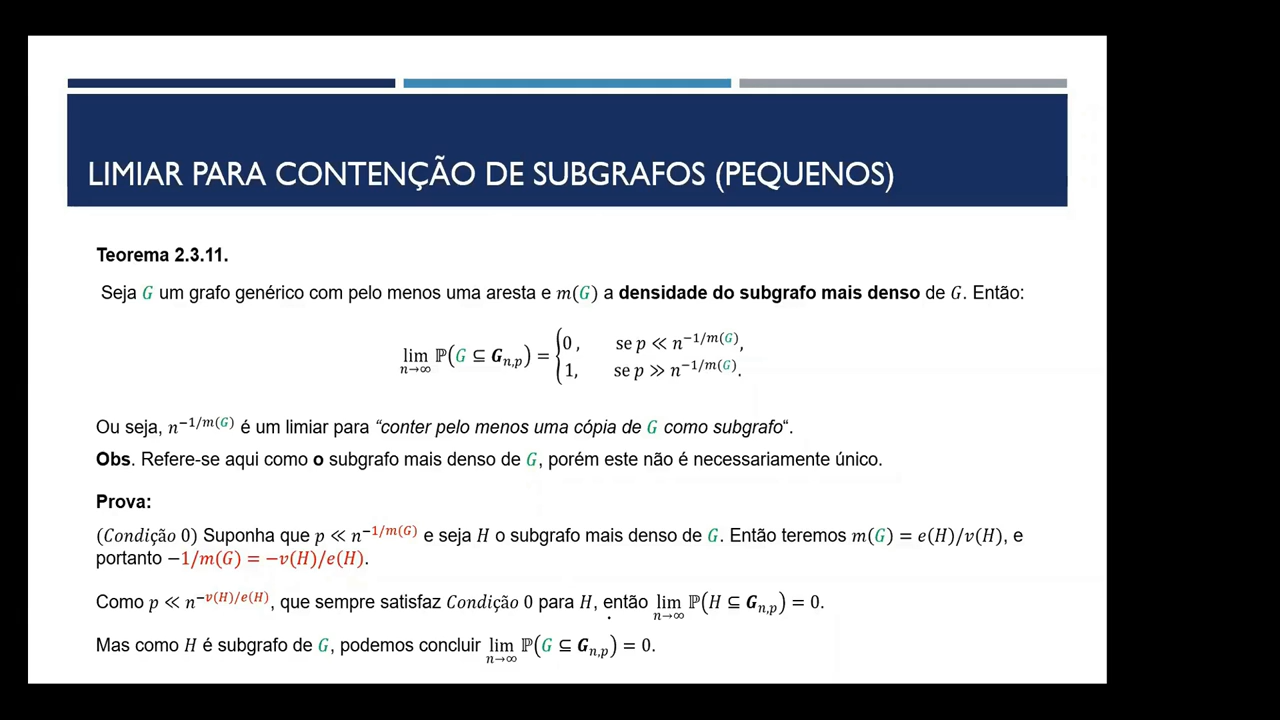 LIMIAR PARA CONTENÇÃO DE SUBGRAFOS (PEQUENOS)
Teorema 2.3.11.
Seja G um grafo genérico com pelo menos uma aresta e m(G) a densidade do subgrafo mais denso de G. Então:
lim n→∞ ℙ(G ⊆ G_{n,p}) = { 0 , se p ≪ n^{−1/m(G)},
1, se p ≫ n^{−1/m(G)}.
Ou seja, n^{−1/m(G)} é um limiar para “conter pelo menos uma cópia de G como subgrafo“.
Obs. Refere-se aqui como o subgrafo mais denso de G, porém este não é necessariamente único.
Prova:
(Condição 0) Suponha que p ≪ n^{−1/m(G)} e seja H o subgrafo mais denso de G. Então teremos m(G) = e(H)/v(H), e
portanto −1/m(G) = −v(H)/e(H).
Como p ≪ n^{−v(H)/e(H)}, que sempre satisfaz Condição 0 para H, então lim n→∞ ℙ(H ⊆ G_{n,p}) = 0.
Mas como H é subgrafo de G, podemos concluir lim n→∞ ℙ(G ⊆ G_{n,p}) = 0.